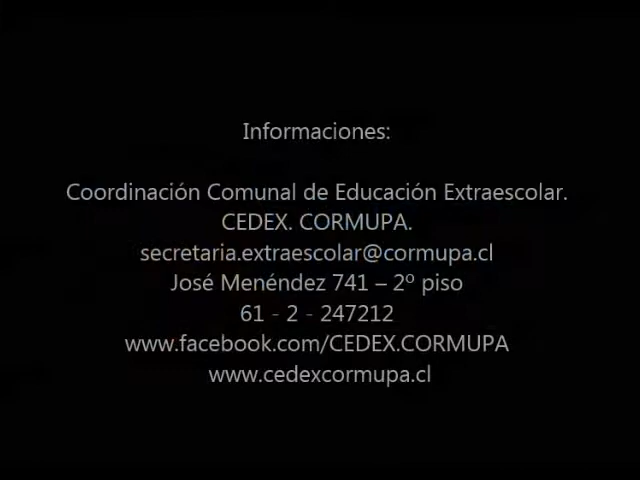 Informaciones:
Coordinación Comunal de Educación Extraescolar.
CEDEX. CORMUPA.
secretaria.extraescolar@cormupa.cl
José Menéndez 741 – 2º piso
61 - 2 - 247212
www.facebook.com/CEDEX.CORMUPA
www.cedexcormupa.cl